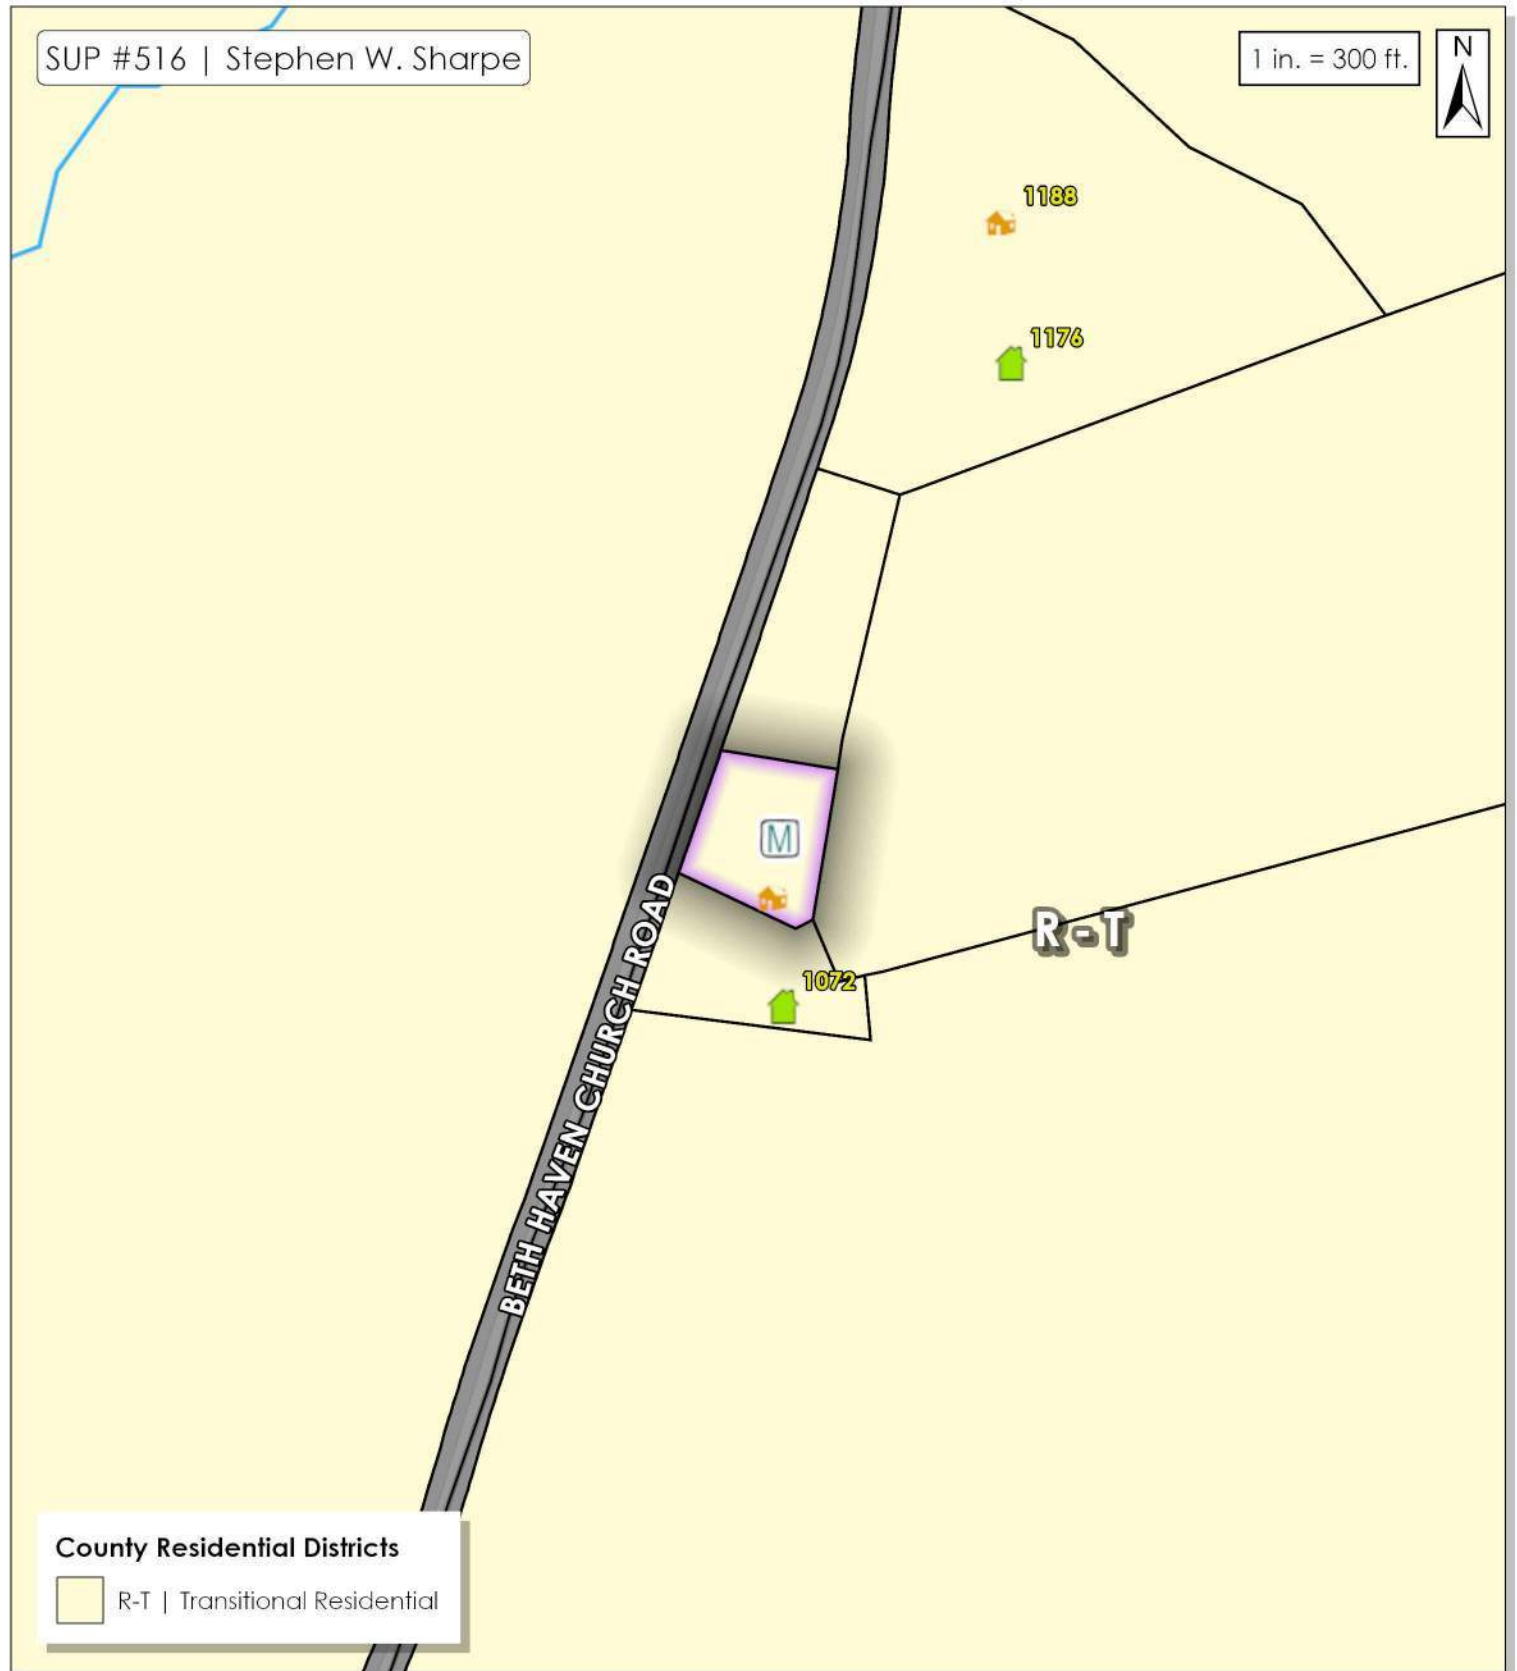 SUP #516 | Stephen W. Sharpe
1 in. = 300 ft.
N
1188
1176
M
BETH HAVEN CHURCH ROAD
R - T
1072
County Residential Districts
R-T | Transitional Residential